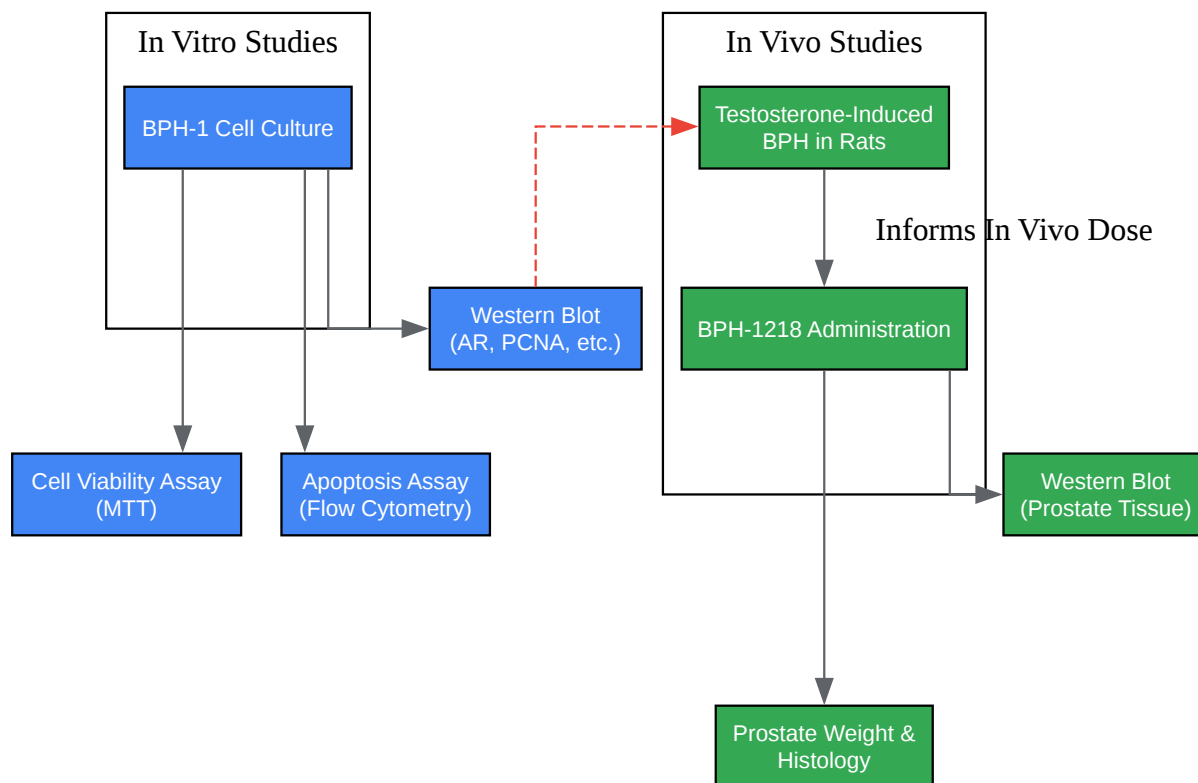 In Vitro Studies
BPH-1 Cell Culture
Western Blot
(AR, PCNA, etc.)
Cell Viability Assay
(MTT)
Apoptosis Assay
(Flow Cytometry)
In Vivo Studies
Testosterone-Induced
BPH in Rats
Informs In Vivo Dose
BPH-1218 Administration
Western Blot
(Prostate Tissue)
Prostate Weight &
Histology